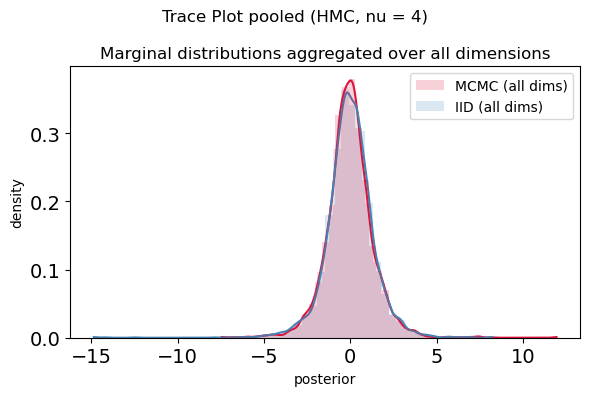 Trace Plot pooled (HMC, nu = 4)
Marginal distributions aggregated over all dimensions
MCMC (all dims)
IID (all dims)
density
0.3
0.2
0.1
0.0
−15 −10 −5 0 5 10
posterior